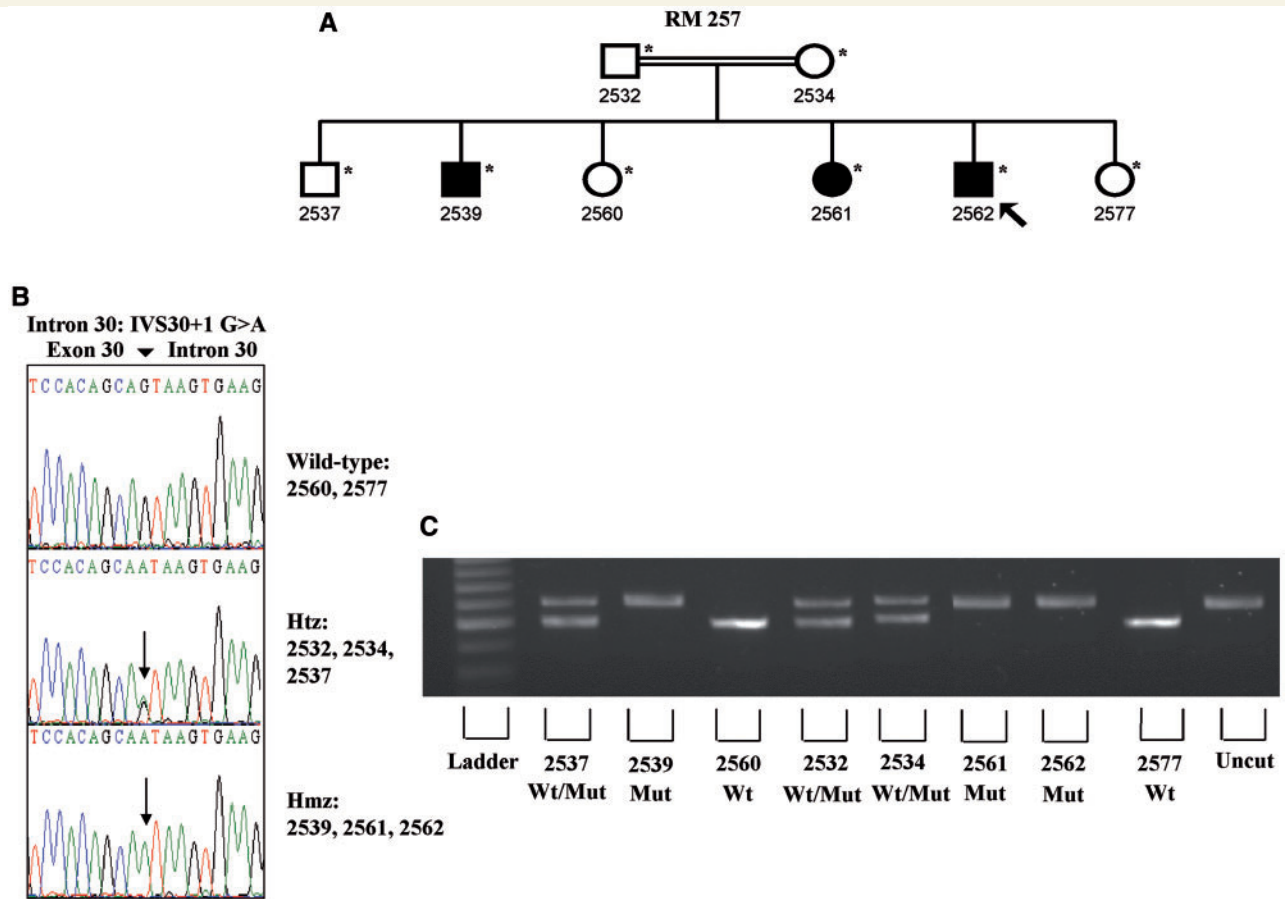 A
RM 257
*
*
2532
2534
*
*
*
*
*
*
2537
2539
2560
2561
2562
2577
B
Intron 30: IVS30+1 G>A
Exon 30 Intron 30
TCCACAGCAGTAAGTGAAG
Wild-type:
2560, 2577
TCCACAGCAATAAGTGAAG
Htz:
2532, 2534,
2537
TCCACAGCAATAAGTGAAG
Hmz:
2539, 2561, 2562
C
Ladder
2537
2539
2560
2532
2534
2561
2562
2577
Uncut
Wt/Mut
Mut
Wt
Wt/Mut
Wt/Mut
Mut
Mut
Wt